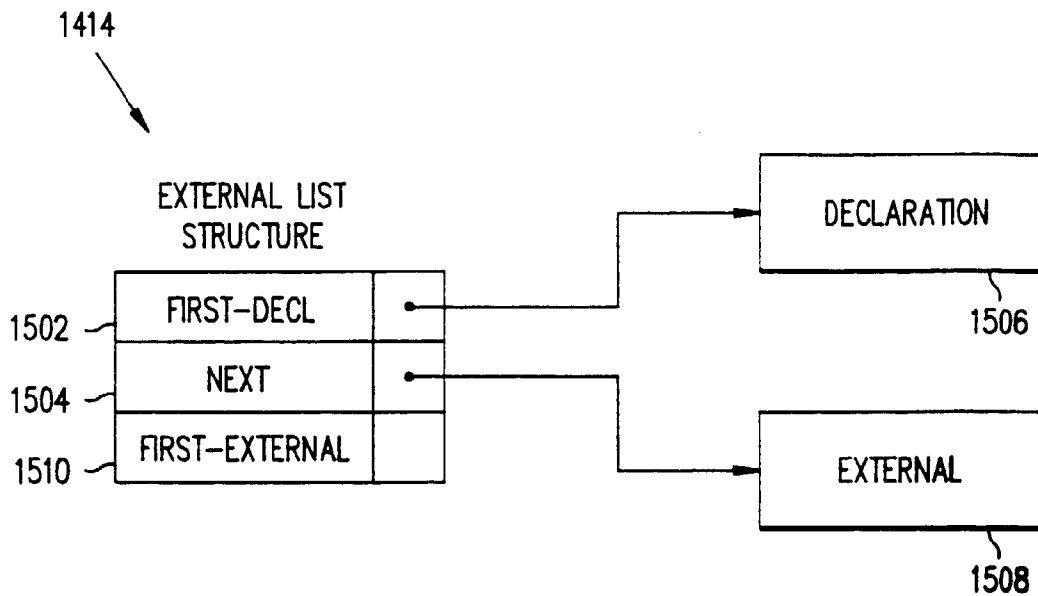 1414
EXTERNAL LIST
STRUCTURE
FIRST-DECL
1502
NEXT
1504
FIRST-EXTERNAL
1510
DECLARATION
1506
EXTERNAL
1508